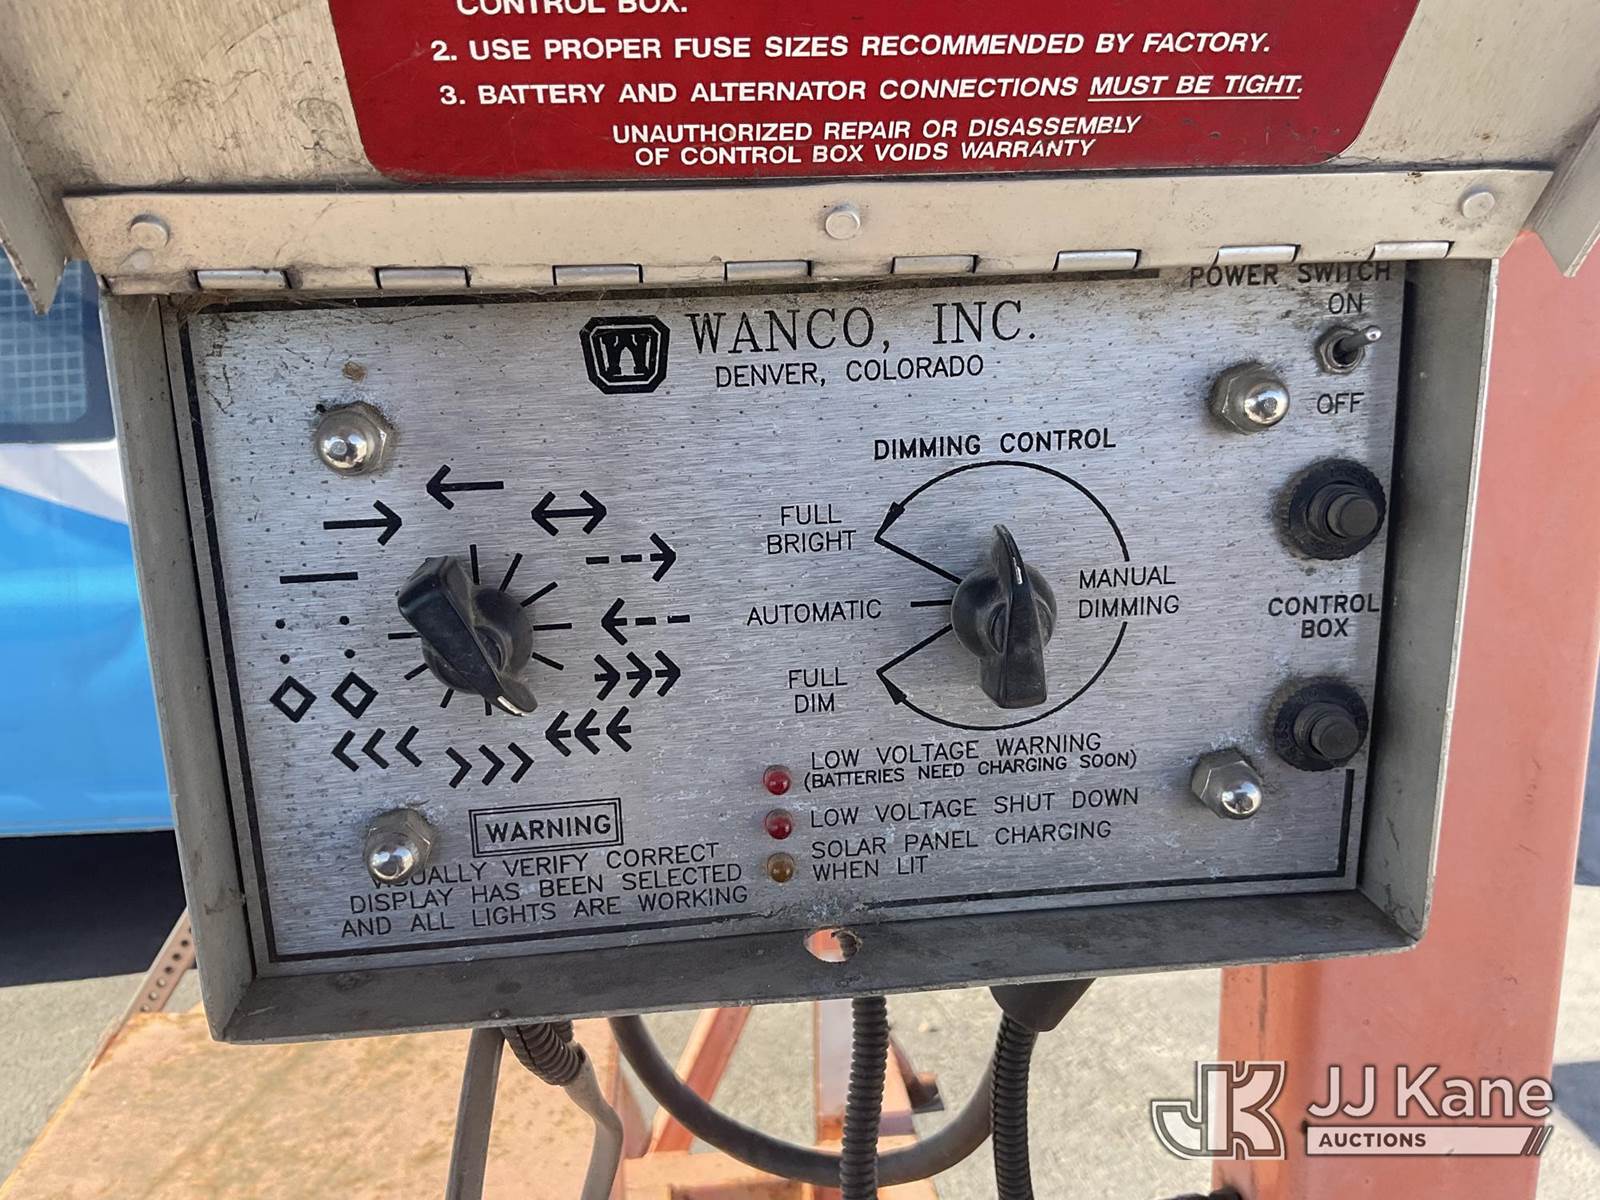 CONTROL BOX.
2. USE PROPER FUSE SIZES RECOMMENDED BY FACTORY.
3. BATTERY AND ALTERNATOR CONNECTIONS MUST BE TIGHT.
UNAUTHORIZED REPAIR OR DISASSEMBLY
OF CONTROL BOX VOIDS WARRANTY
POWER SWITCH
ON
OFF
W
WANCO, INC.
DENVER, COLORADO
DIMMING CONTROL
FULL
BRIGHT
AUTOMATIC
FULL
DIM
MANUAL
DIMMING
CONTROL
BOX
LOW VOLTAGE WARNING
(BATTERIES NEED CHARGING SOON)
LOW VOLTAGE SHUT DOWN
SOLAR PANEL CHARGING
WHEN LIT
WARNING
VISUALLY VERIFY CORRECT
DISPLAY HAS BEEN SELECTED
AND ALL LIGHTS ARE WORKING
JK
JJ Kane
AUCTIONS